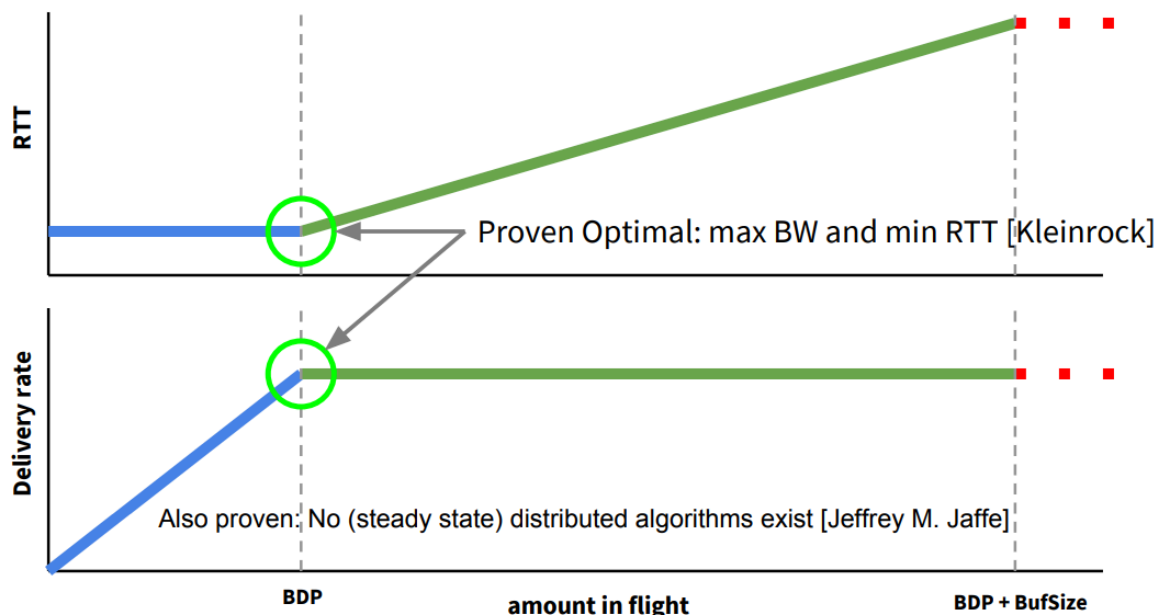 RTT
Proven Optimal: max BW and min RTT [Kleinrock]
Delivery rate
Also proven: No (steady state) distributed algorithms exist [Jeffrey M. Jaffe]
BDP
amount in flight
BDP + BufSize